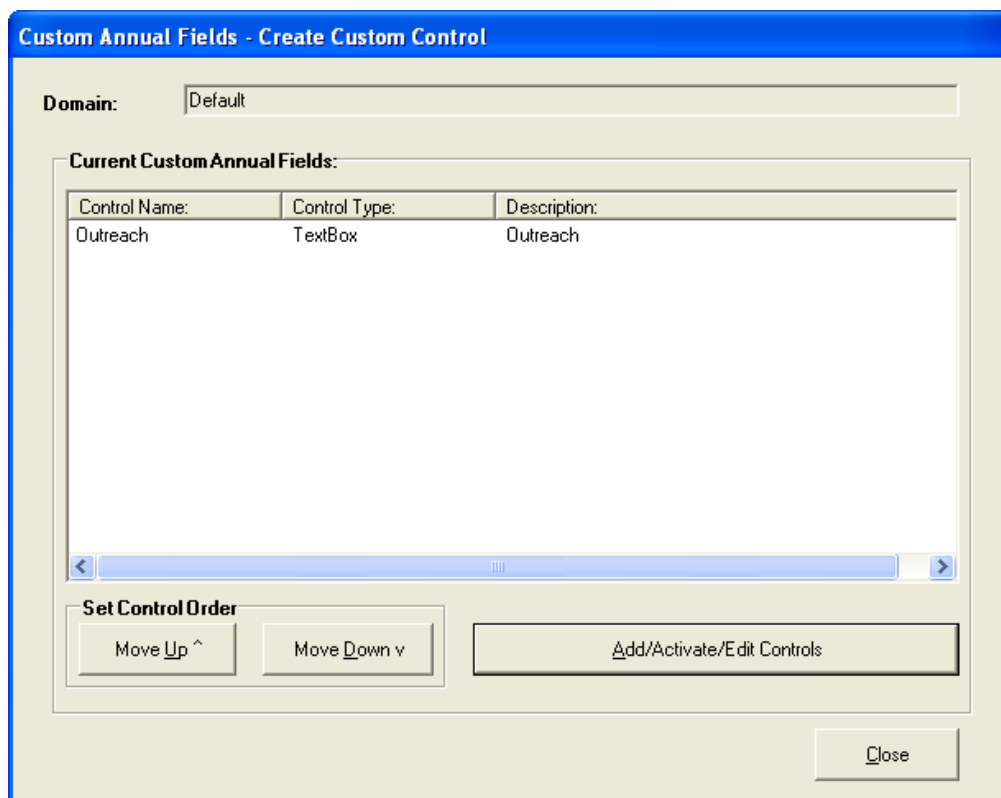 Custom Annual Fields - Create Custom Control
Domain: Default
Current Custom Annual Fields:
Control Name: Control Type: Description:
Outreach TextBox Outreach
Set Control Order
Move Up ^ Move Down v Add/Activate/Edit Controls
Close